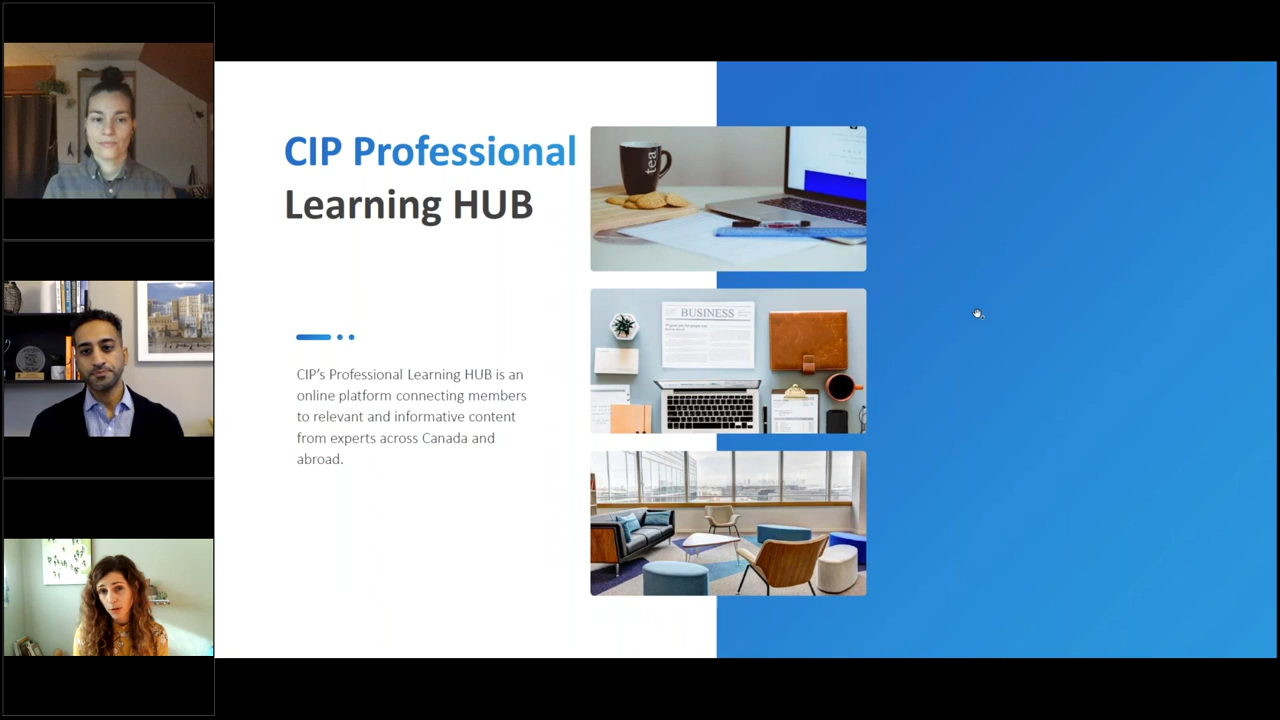 CIP Professional
Learning HUB
CIP's Professional Learning HUB is an
online platform connecting members
to relevant and informative content
from experts across Canada and
abroad.
tea
BUSINESS